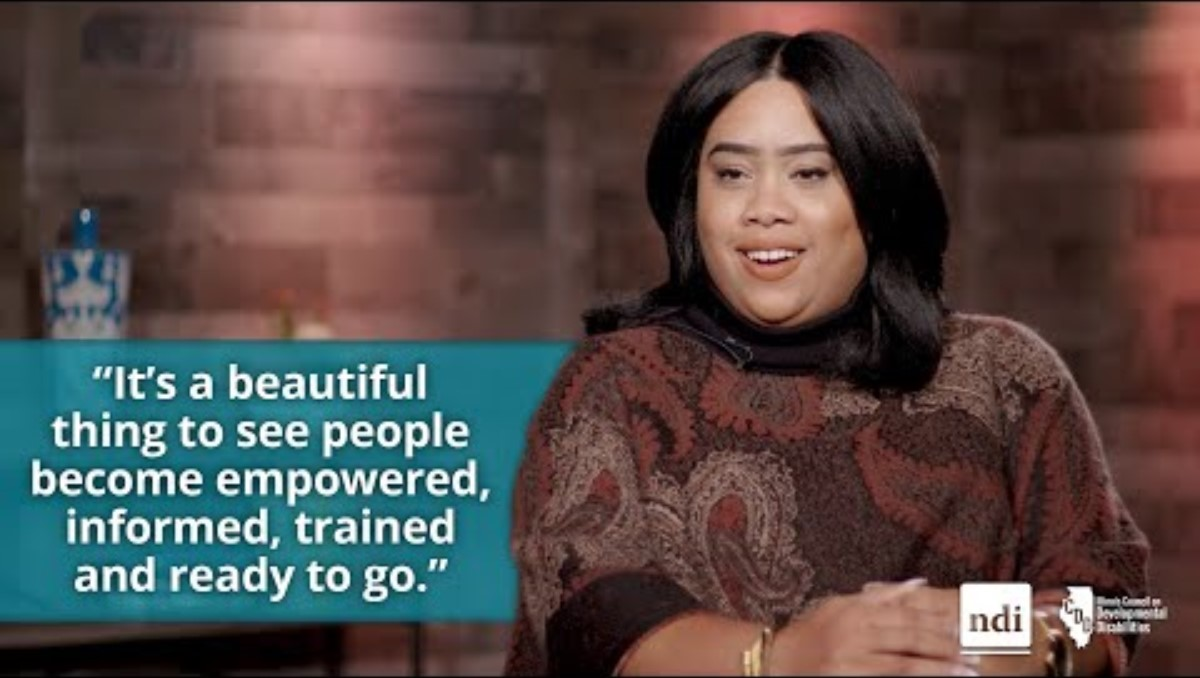 “It’s a beautiful
thing to see people
become empowered,
informed, trained
and ready to go.”
ndi
CDD
Illinois Council on
Developmental
Disabilities